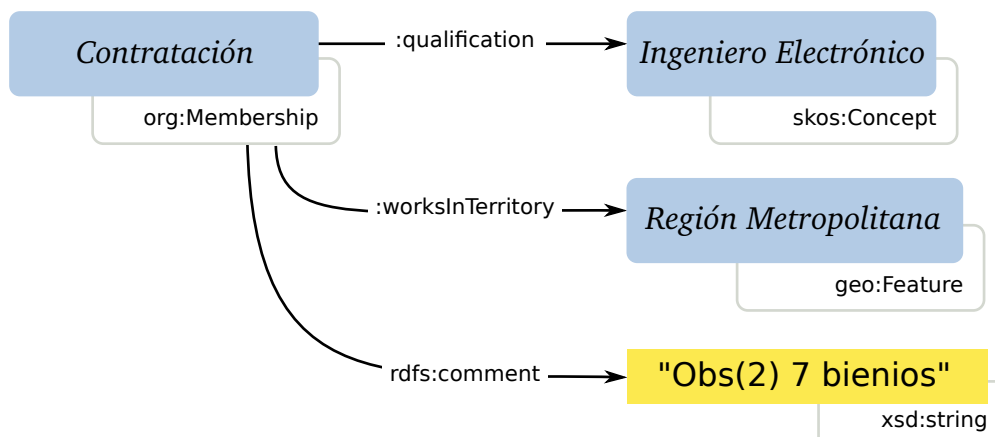 Contratación
:qualification
Ingeniero Electrónico
org:Membership
skos:Concept
:worksInTerritory
Región Metropolitana
geo:Feature
rdfs:comment
"Obs(2) 7 bienios"
xsd:string